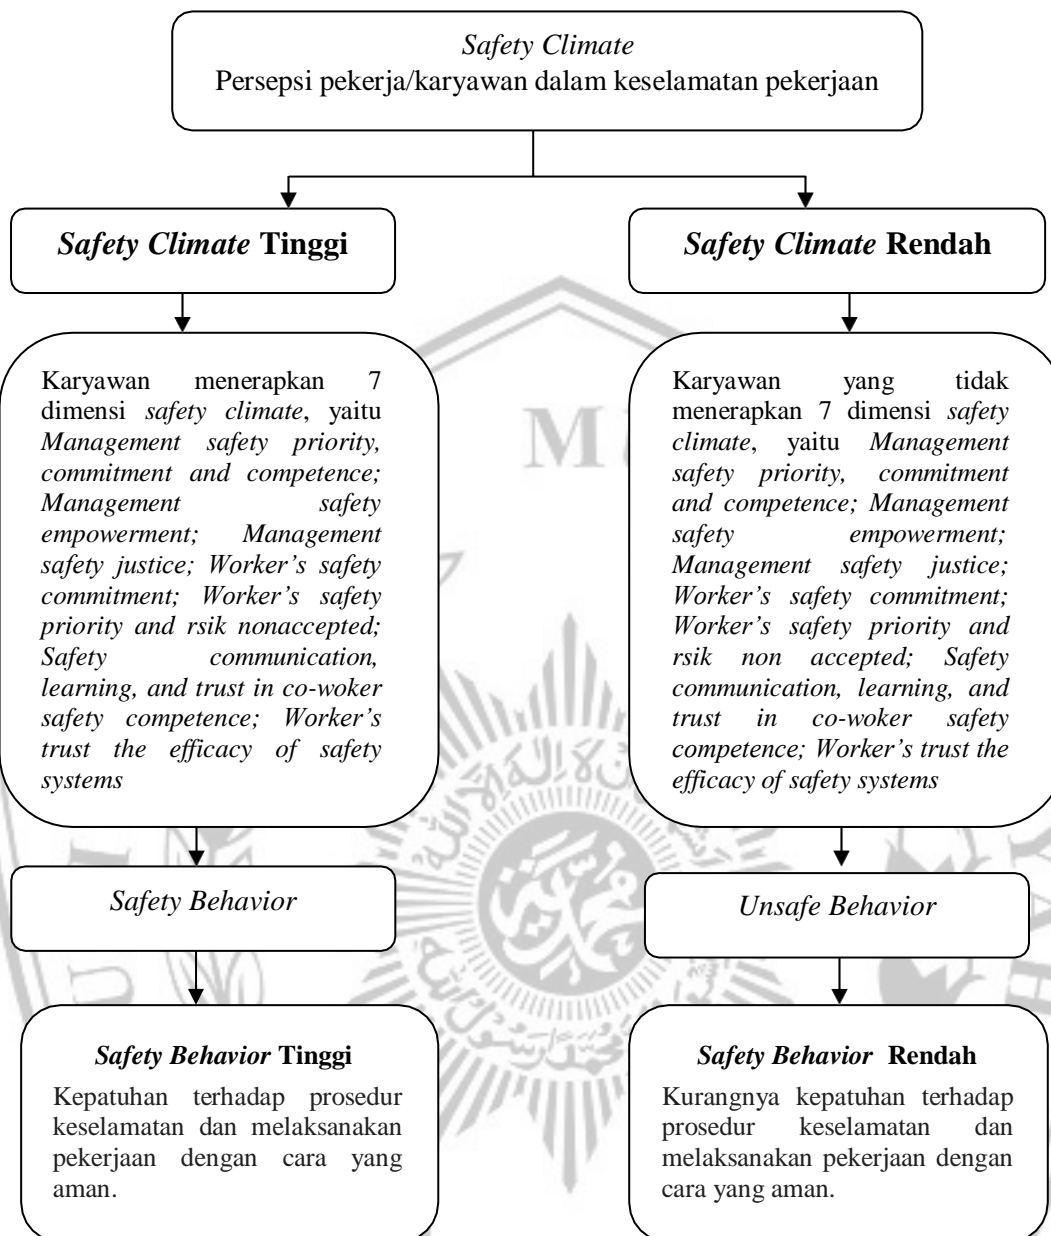 Safety Climate
Persepsi pekerja/karyawan dalam keselamatan pekerjaan
Safety Climate Tinggi
Safety Climate Rendah
Karyawan menerapkan 7
dimensi safety climate, yaitu
Management safety priority,
commitment and competence;
Management safety
empowerment; Management
safety justice; Worker's safety
commitment; Worker's safety
priority and rsik nonaccepted;
Safety communication,
learning, and trust in co-woker
safety competence; Worker's
trust the efficacy of safety
systems
Karyawan yang tidak
menerapkan 7 dimensi safety
climate, yaitu Management
safety priority, commitment
and competence; Management
safety empowerment;
Management safety justice;
Worker's safety commitment;
Worker's safety priority and
rsik non accepted; Safety
communication, learning, and
trust in co-woker safety
competence; Worker's trust the
efficacy of safety systems
Safety Behavior
Unsafe Behavior
Safety Behavior Tinggi
Kepatuhan terhadap prosedur
keselamatan dan melaksanakan
pekerjaan dengan cara yang
aman.
Safety Behavior Rendah
Kurangnya kepatuhan terhadap
prosedur keselamatan dan
melaksanakan pekerjaan dengan
cara yang aman.